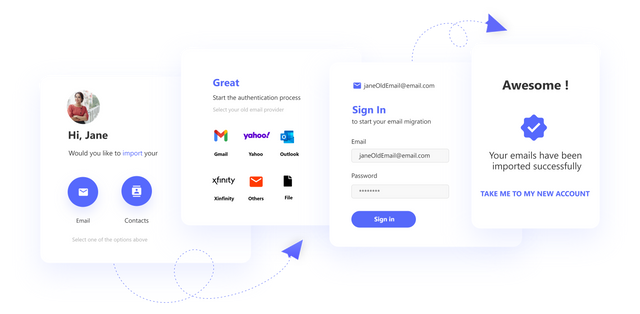 Hi, Jane
Would you like to import your
Email
Contacts
Select one of the options above
Great
Start the authentication process
Select your old email provider
yahoo!
Gmail
Yahoo
Outlook
xfinity
Xinfinity
Others
File
janeOldEmail@email.com
Sign In
to start your email migration
Email
janeOldEmail@email.com
Password
********
Sign in
Awesome !
Your emails have been
imported successfully
TAKE ME TO MY NEW ACCOUNT